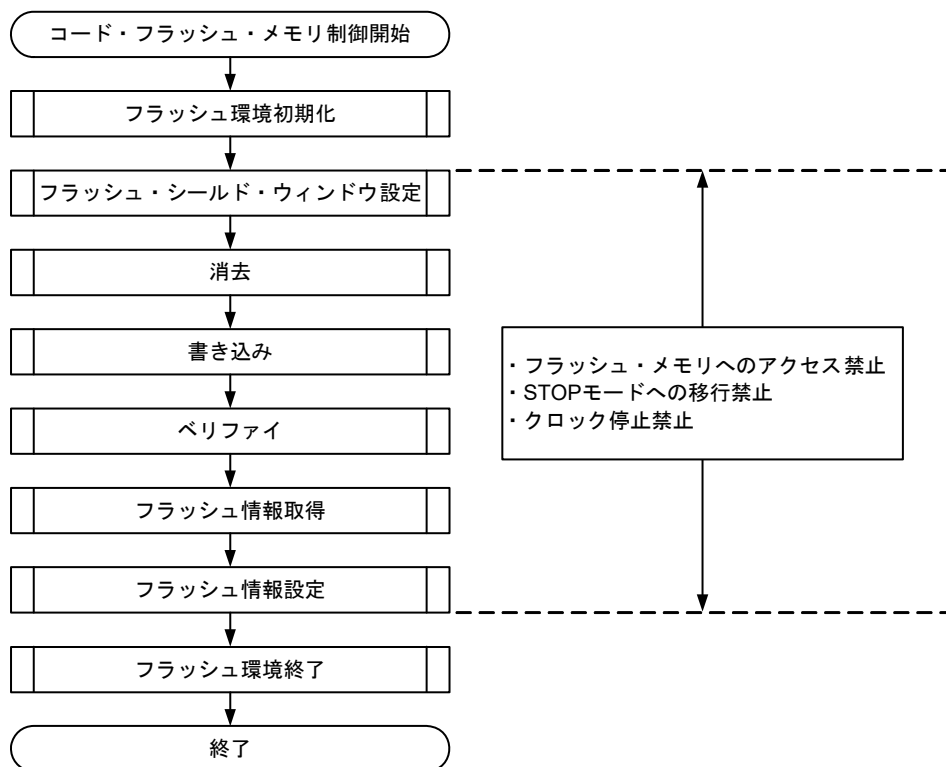 コード・フラッシュ・メモリ制御開始
フラッシュ環境初期化
フラッシュ・シールド・ウィンドウ設定
消去
書き込み
ベリファイ
フラッシュ情報取得
フラッシュ情報設定
フラッシュ環境終了
終了
・フラッシュ・メモリへのアクセス禁止
・STOPモードへの移行禁止
・クロック停止禁止